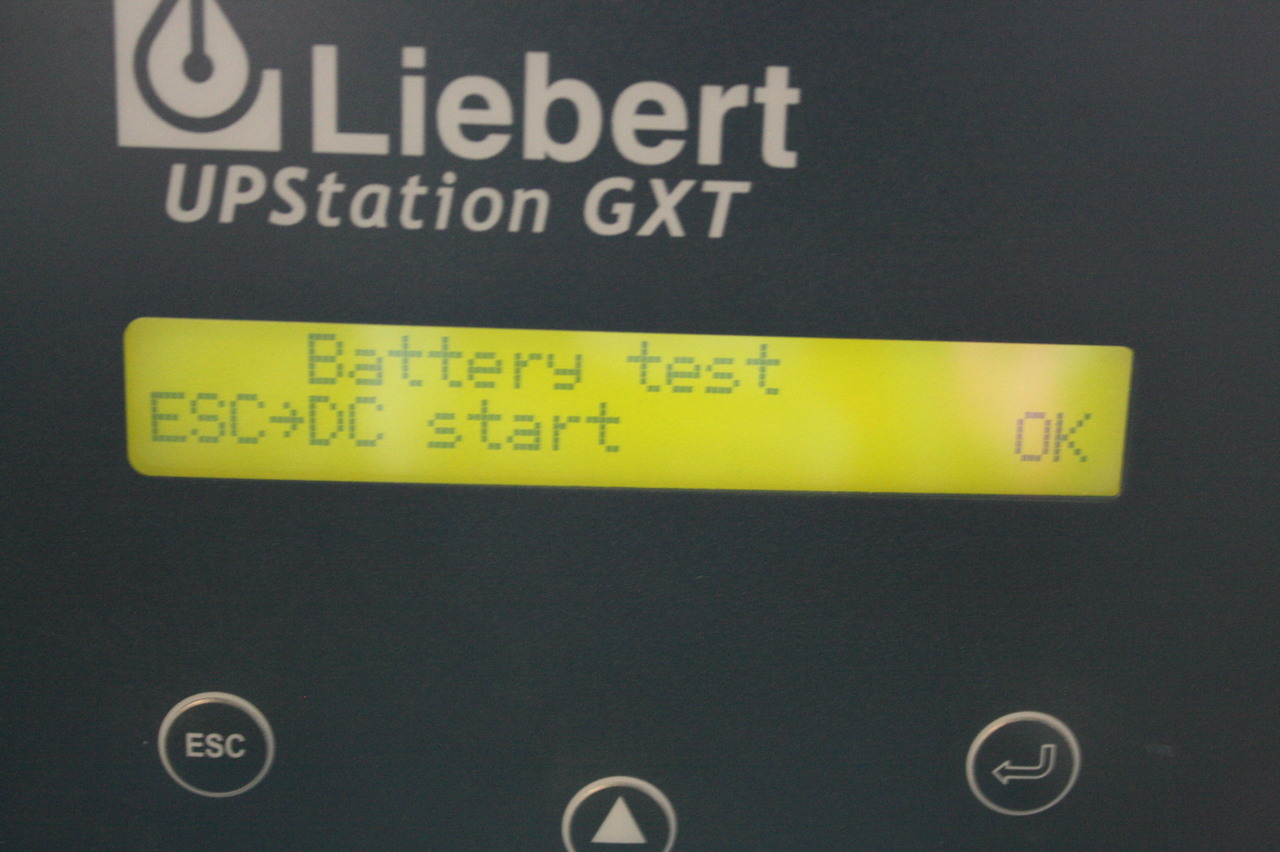 Liebert
UPStation GXT
Battery test
ESC→DC start OK
ESC